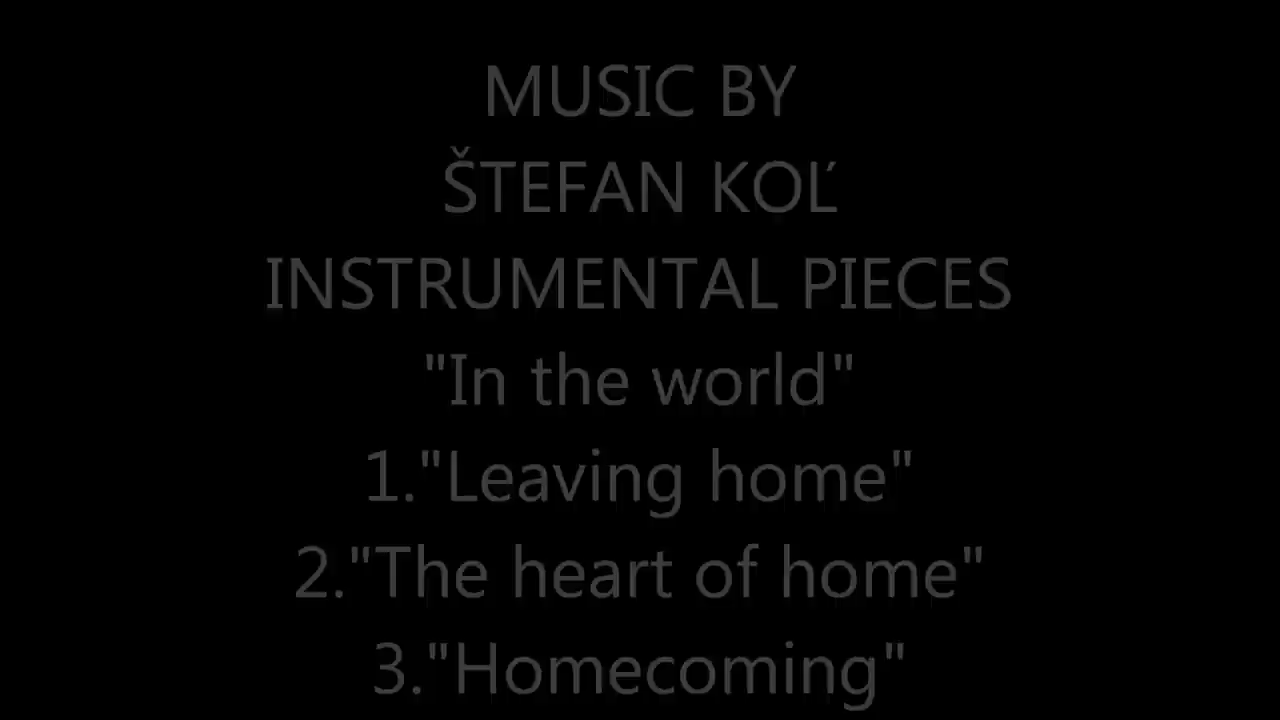 MUSIC BY
ŠTEFAN KOĽ
INSTRUMENTAL PIECES
"In the world"
1."Leaving home"
2."The heart of home"
3."Homecoming"